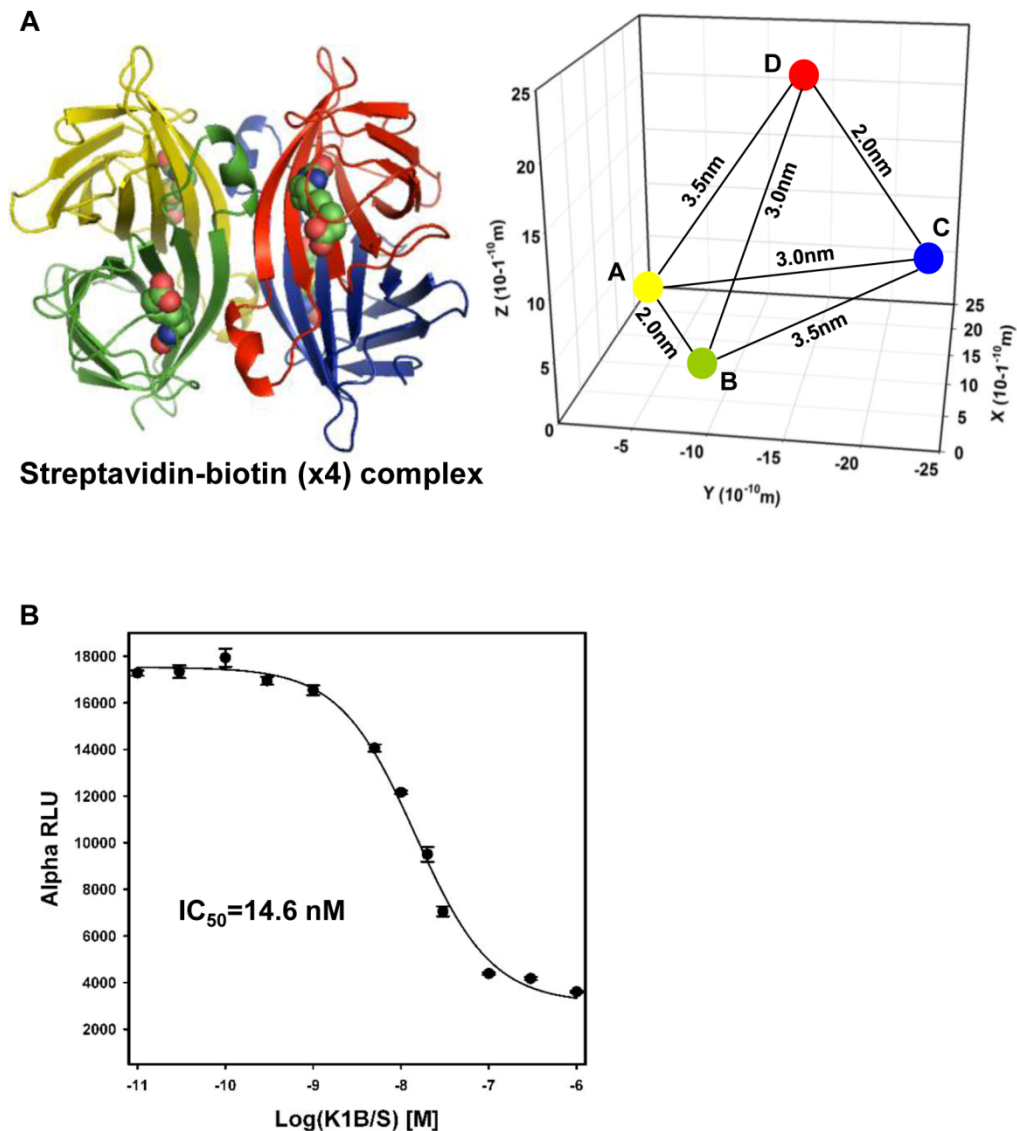 A
Streptavidin-biotin (x4) complex
25
20
15
10
5
0
Z (10-1⁻¹⁰m)
D
3.5nm
3.0nm
2.0nm
C
A
3.0nm
2.0nm
3.5nm
B
25
20
15
10
5
0
X (10-1⁻¹⁰m)
-5
-10
-15
-20
-25
Y (10⁻¹⁰m)
B
18000
16000
14000
12000
10000
8000
6000
4000
2000
Alpha RLU
IC₅₀=14.6 nM
-11 -10 -9 -8 -7 -6
Log(K1B/S) [M]